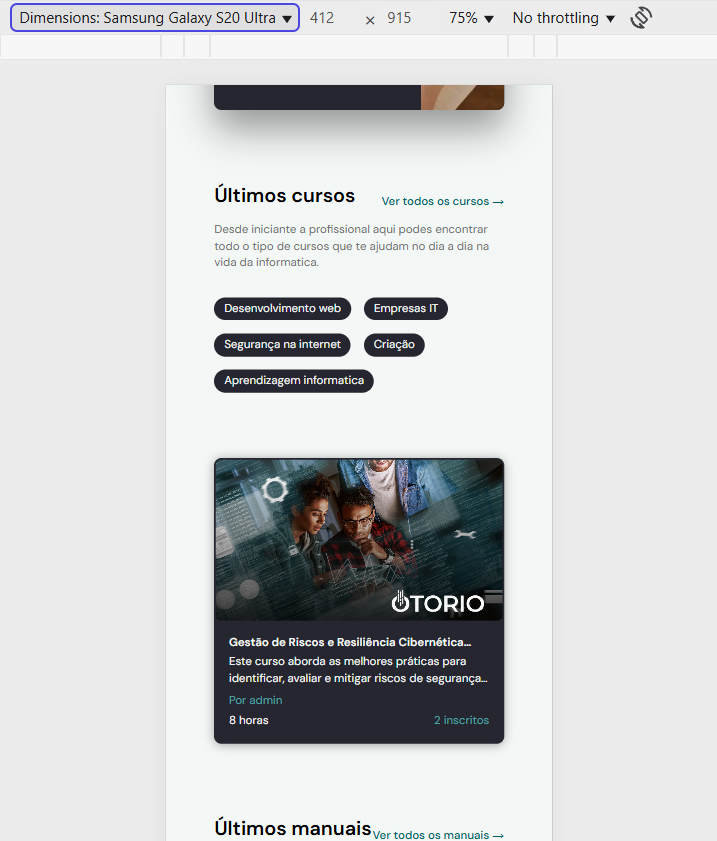 Dimensions: Samsung Galaxy S20 Ultra ▼ 412 × 915 75% ▼ No throttling ▼
Últimos cursos
Ver todos os cursos →
Desde iniciante a profissional aqui podes encontrar
todo o tipo de cursos que te ajudam no dia a dia na
vida da informatica.
Desenvolvimento web Empresas IT
Segurança na internet Criação
Aprendizagem informatica
OTORIO
Gestão de Riscos e Resiliência Cibernética...
Este curso aborda as melhores práticas para
identificar, avaliar e mitigar riscos de segurança...
Por admin
8 horas 2 inscritos
Últimos manuais
Ver todos os manuais →